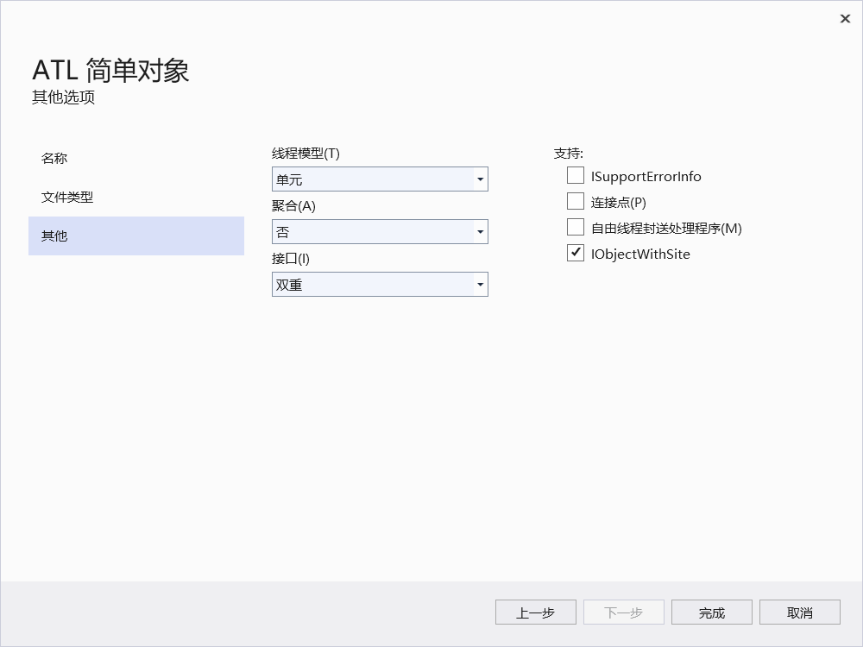 ATL 简单对象
其他选项
名称
文件类型
其他
线程模型(T)
单元
聚合(A)
否
接口(I)
双重
支持:
ISupportErrorInfo
连接点(P)
自由线程封送处理程序(M)
IObjectWithSite
上一步
下一步
完成
取消